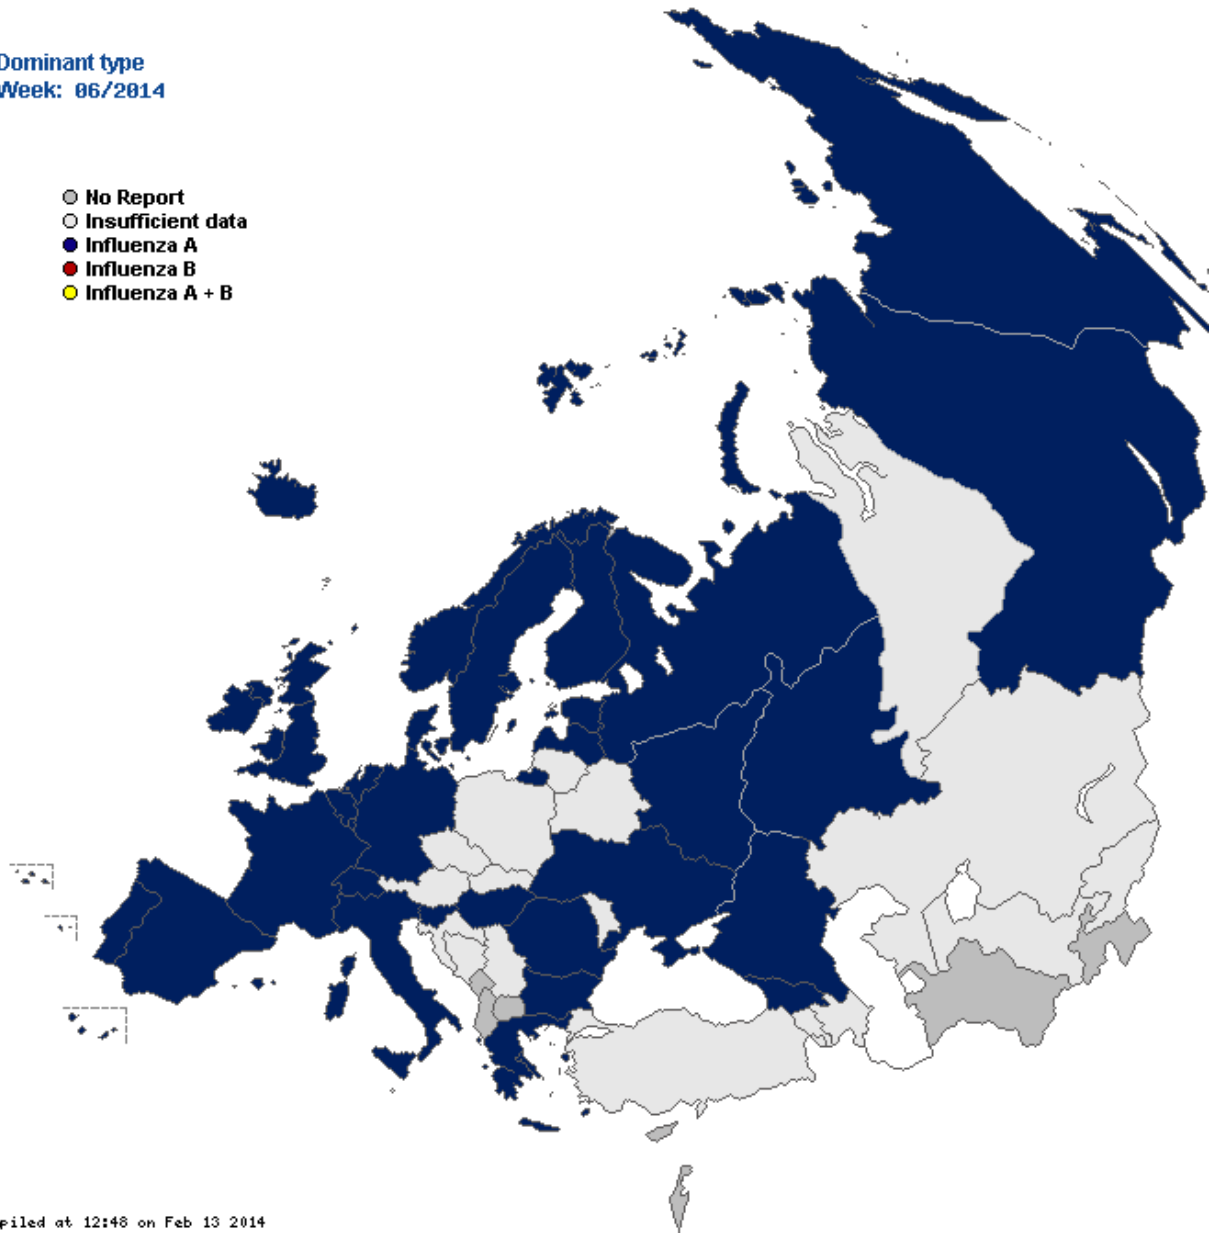 Dominant type
Week: 06/2014
No Report
Insufficient data
Influenza A
Influenza B
Influenza A + B
piled at 12:48 on Feb 13 2014